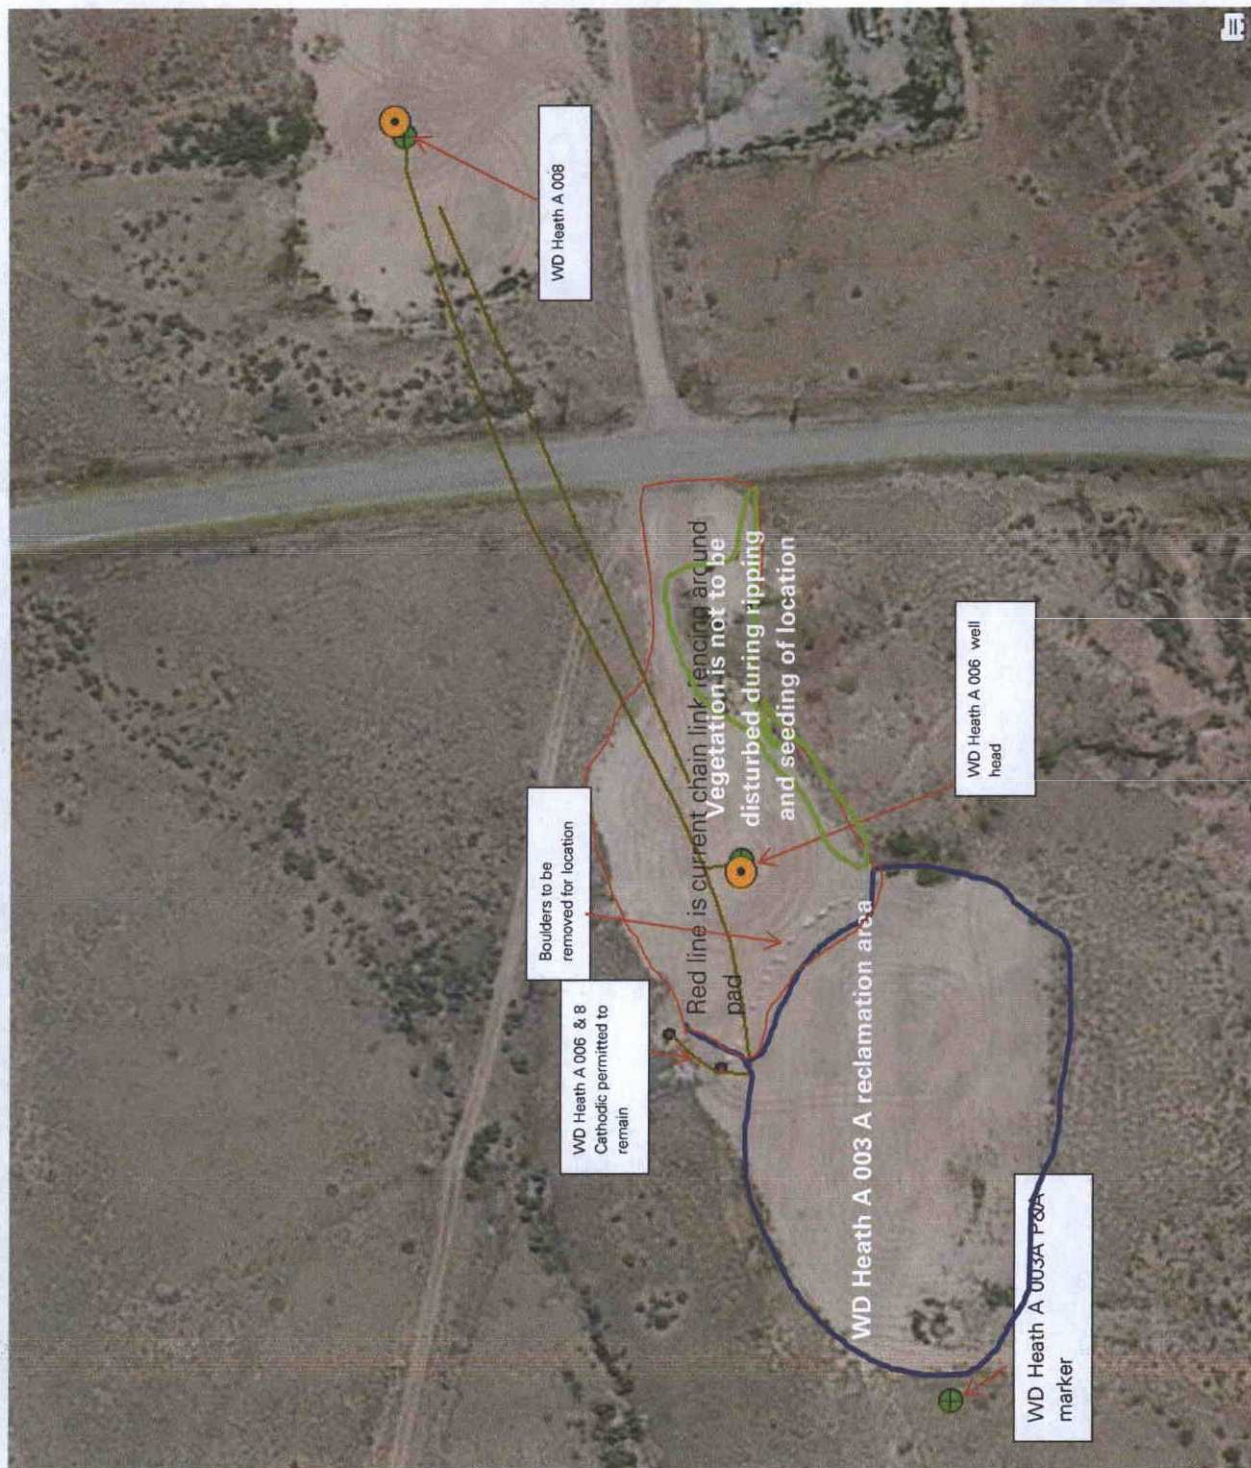 WD Heath A 008
Red line is current chain link fencing around
pad
Vegetation is not to be
disturbed during ripping
and seeding of location
WD Heath A 006 well
head
Boulders to be
removed for location
WD Heath A 006 & 8
Cathodic permitted to
remain
WD Heath A 003 A reclamation area
WD Heath A 003A P&A
marker